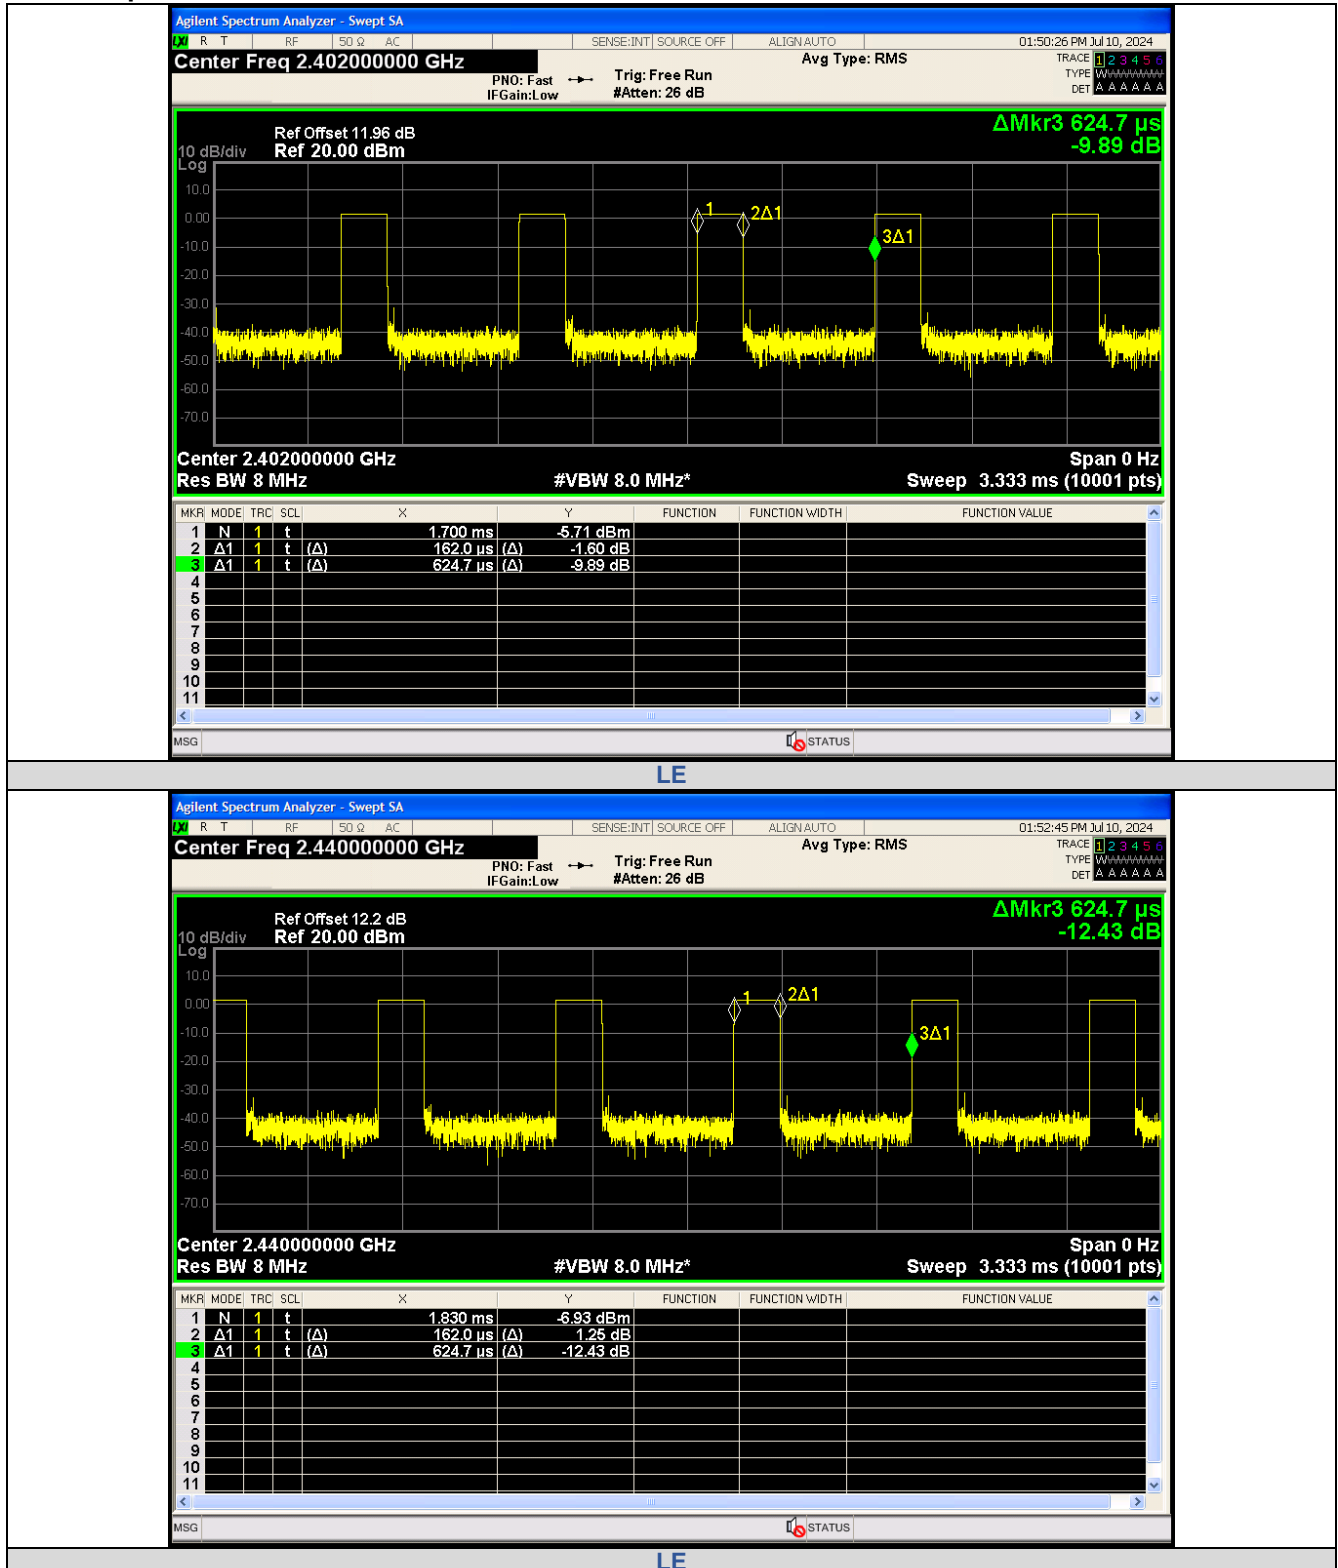 Agilent Spectrum Analyzer - Swept SA
LXI R T RF 50 Ω AC SENSE:INT SOURCE OFF ALIGN AUTO 01:50:26 PM Jul 10, 2024
Center Freq 2.402000000 GHz Avg Type: RMS TRACE 1 2 3 4 5 6
PNO: Fast Trig: Free Run TYPE
IFGain:Low #Atten: 26 dB DET A A A A A A
ΔMkr3 624.7 µs
Ref Offset 11.96 dB
10 dB/div Ref 20.00 dBm -9.89 dB
Log
10.0
0.00
-10.0
-20.0
-30.0
-40.0
-50.0
-60.0
-70.0
1 2Δ1
3Δ1
Center 2.402000000 GHz Span 0 Hz
Res BW 8 MHz #VBW 8.0 MHz* Sweep 3.333 ms (10001 pts)
MKR MODE TRC SCL X Y FUNCTION FUNCTION WIDTH FUNCTION VALUE
1 N 1 t 1.700 ms -5.71 dBm
2 Δ1 1 t (Δ) 162.0 µs (Δ) -1.60 dB
3 Δ1 1 t (Δ) 624.7 µs (Δ) -9.89 dB
4
5
6
7
8
9
10
11
MSG STATUS
LE
Agilent Spectrum Analyzer - Swept SA
LXI R T RF 50 Ω AC SENSE:INT SOURCE OFF ALIGN AUTO 01:52:45 PM Jul 10, 2024
Center Freq 2.440000000 GHz Avg Type: RMS TRACE 1 2 3 4 5 6
PNO: Fast Trig: Free Run TYPE
IFGain:Low #Atten: 26 dB DET A A A A A A
ΔMkr3 624.7 µs
Ref Offset 12.2 dB
10 dB/div Ref 20.00 dBm -12.43 dB
Log
10.0
0.00
-10.0
-20.0
-30.0
-40.0
-50.0
-60.0
-70.0
1 2Δ1
3Δ1
Center 2.440000000 GHz Span 0 Hz
Res BW 8 MHz #VBW 8.0 MHz* Sweep 3.333 ms (10001 pts)
MKR MODE TRC SCL X Y FUNCTION FUNCTION WIDTH FUNCTION VALUE
1 N 1 t 1.830 ms -6.93 dBm
2 Δ1 1 t (Δ) 162.0 µs (Δ) 1.25 dB
3 Δ1 1 t (Δ) 624.7 µs (Δ) -12.43 dB
4
5
6
7
8
9
10
11
MSG STATUS
LE